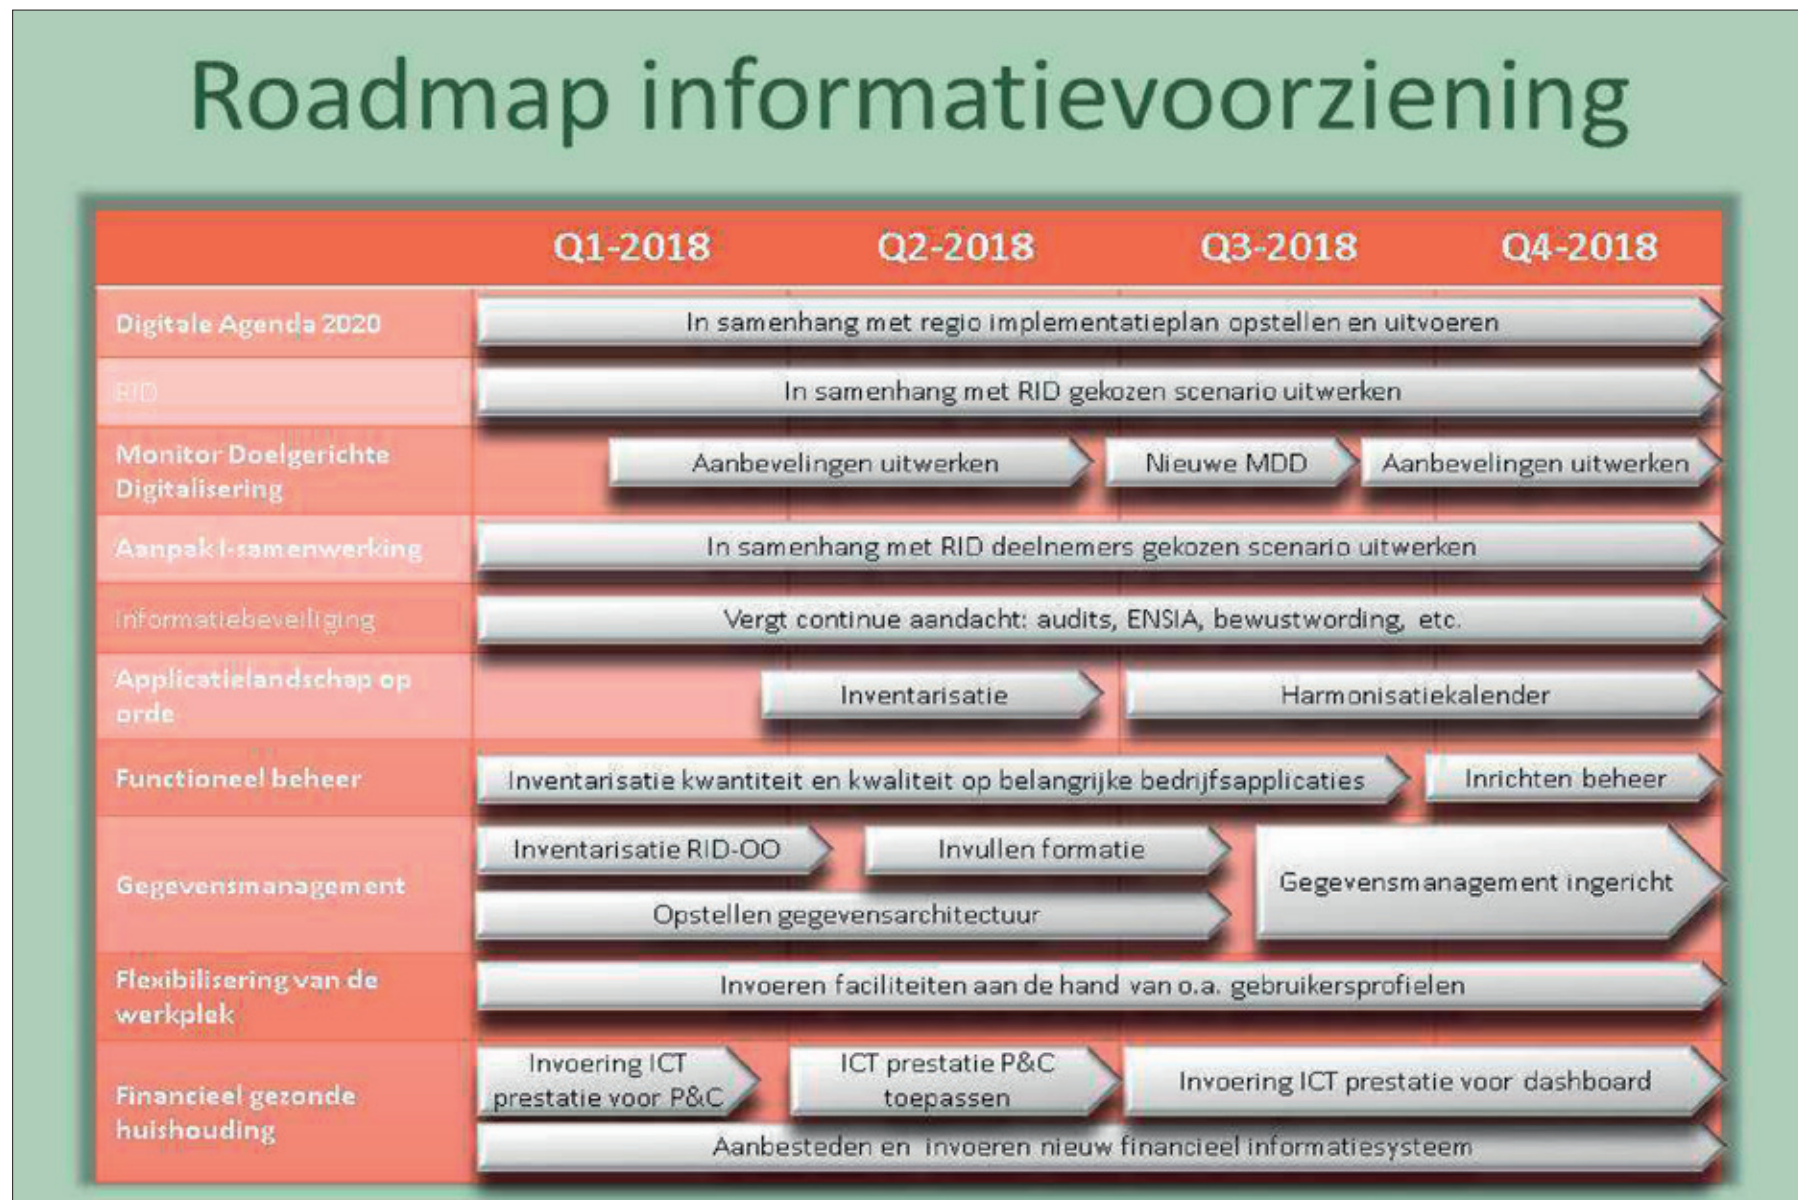 Roadmap informatievoorziening
Q1-2018 Q2-2018 Q3-2018 Q4-2018
Digitale Agenda 2020
In samenhang met regio implementatieplan opstellen en uitvoeren
RID
In samenhang met RID gekozen scenario uitwerken
Monitor Doelgerichte
Digitalisering
Aanbevelingen uitwerken
Nieuwe MDD
Aanbevelingen uitwerken
Aanpak I-samenwerking
In samenhang met RID deelnemers gekozen scenario uitwerken
Informatiebeveiliging
Vergt continue aandacht: audits, ENSIA, bewustwording, etc.
Applicatielandschap op
orde
Inventarisatie
Harmonisatiekalender
Functioneel beheer
Inventarisatie kwantiteit en kwaliteit op belangrijke bedrijfsapplicaties
Inrichten beheer
Gegevensmanagement
Inventarisatie RID-OO
Invullen formatie
Opstellen gegevensarchitectuur
Gegevensmanagement ingericht
Flexibilisering van de
werkplek
Invoeren faciliteiten aan de hand van o.a. gebruikersprofielen
Financieel gezonde
huishouding
Invoering ICT
prestatie voor P&C
ICT prestatie P&C
toepassen
Invoering ICT prestatie voor dashboard
Aanbesteden en invoeren nieuw financieel informatiesysteem